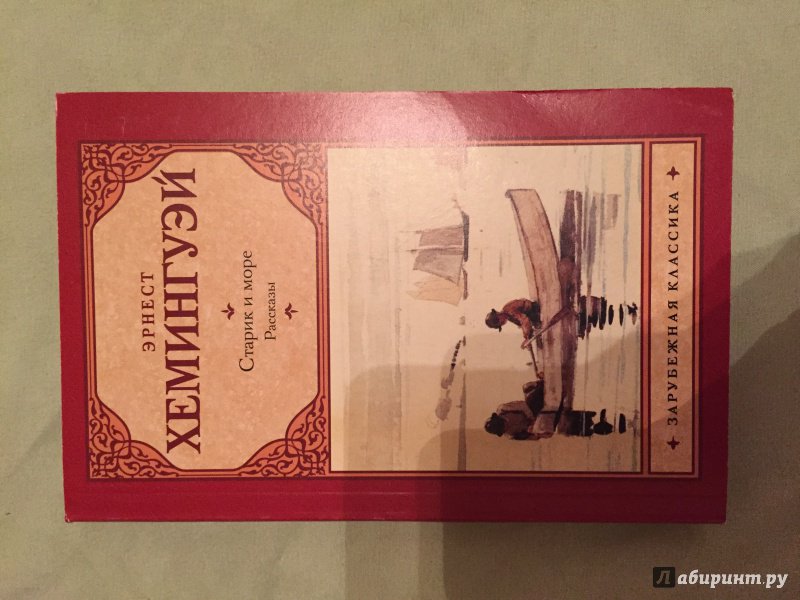 ЭРНЕСТ
ХЕМИНГУЭЙ
Старик и море
Рассказы
ЗАРУБЕЖНАЯ КЛАССИКА
Лабиринт.ру